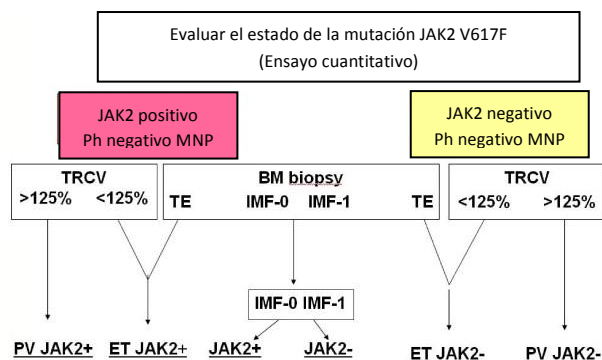 Evaluar el estado de la mutación JAK2 V617F
(Ensayo cuantitativo)
JAK2 positivo
Ph negativo MNP
JAK2 negativo
Ph negativo MNP
TRCV
>125% <125%
BM biopsy
TE IMF-0 IMF-1 TE
TRCV
<125% >125%
IMF-0 IMF-1
PV JAK2+ ET JAK2+ JAK2+ JAK2- ET JAK2- PV JAK2-